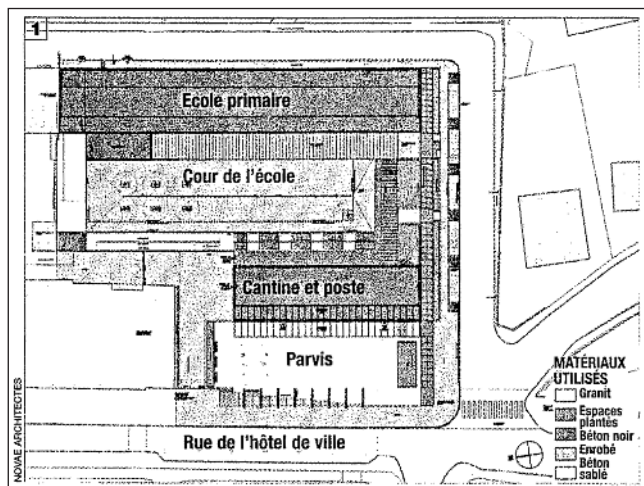 1
Ecole primaire
Cour de l'école
Cantine et poste
Parvis
Rue de l'hôtel de ville
MATÉRIAUX
UTILISÉS
Granit
Espaces
plantés
Béton noir
Enrobé
Béton
sablé
NOVAE ARCHITECTES